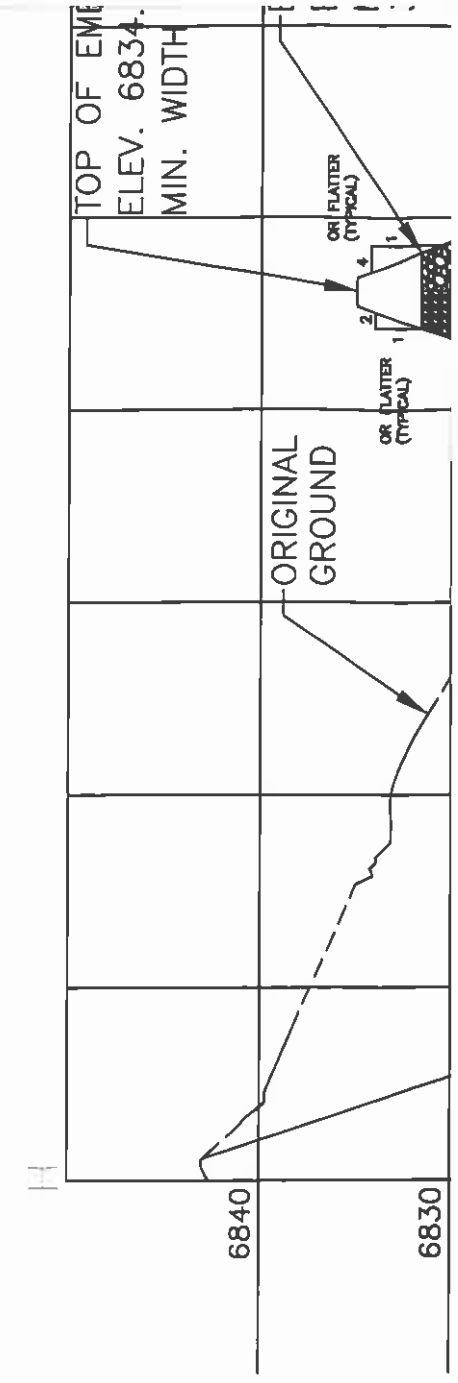 TOP OF
ELEV. 6834.
MIN. WIDTH
OR FLATTER
(TYPICAL)
4
1
2
1
OR FLATTER
(TYPICAL)
ORIGINAL
GROUND
6840
6830